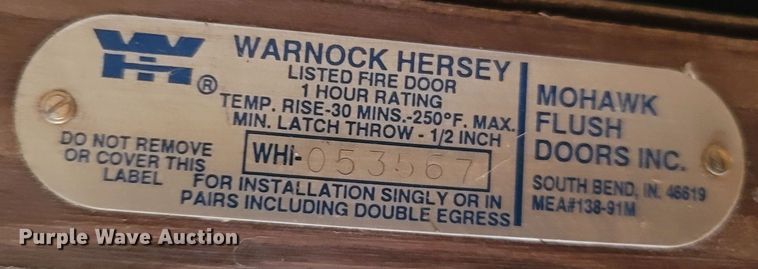 WH ®
WARNOCK HERSEY
LISTED FIRE DOOR
1 HOUR RATING
TEMP. RISE-30 MINS.-250°F. MAX.
MIN. LATCH THROW - 1/2 INCH
DO NOT REMOVE
OR COVER THIS
LABEL
WHi-053567
FOR INSTALLATION SINGLY OR IN
PAIRS INCLUDING DOUBLE EGRESS
MOHAWK
FLUSH
DOORS INC.
SOUTH BEND, IN. 46619
MEA#138-91M
Purple Wave Auction